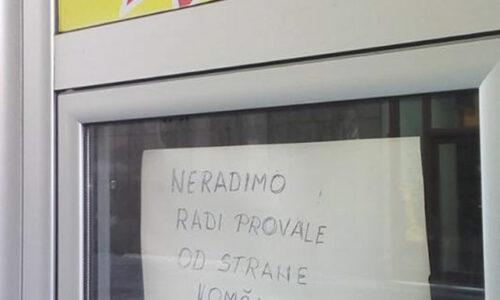 NERADIMO
RADI PROVALE
OD STRANE